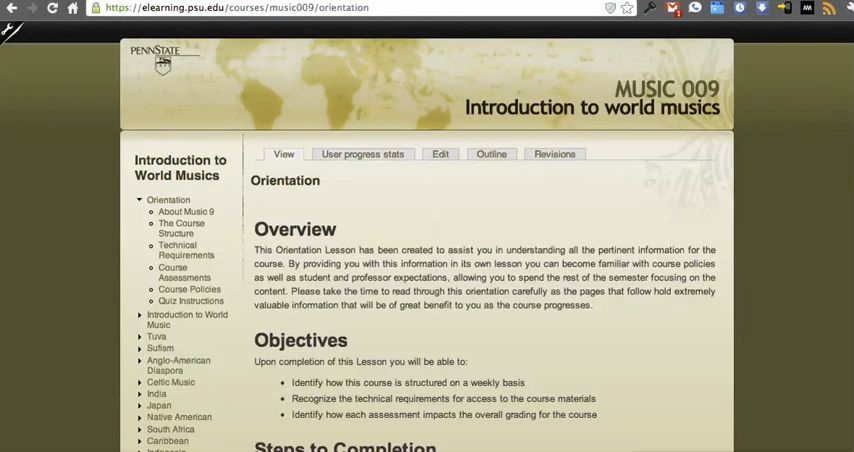 https://elearning.psu.edu/courses/music009/orientation
PENNSTATE
MUSIC 009
Introduction to world musics
Introduction to
World Musics
Orientation
About Music 9
The Course
Structure
Technical
Requirements
Course
Assessments
Course Policies
Quiz Instructions
Introduction to World
Music
Tuva
Sufism
Anglo-American
Diaspora
Celtic Music
India
Japan
Native American
South Africa
Caribbean
Indonesia
View
User progress stats
Edit
Outline
Revisions
Orientation
Overview
This Orientation Lesson has been created to assist you in understanding all the pertinent information for the
course. By providing you with this information in its own lesson you can become familiar with course policies
as well as student and professor expectations, allowing you to spend the rest of the semester focusing on the
content. Please take the time to read through this orientation carefully as the pages that follow hold extremely
valuable information that will be of great benefit to you as the course progresses.
Objectives
Upon completion of this Lesson you will be able to:
Identify how this course is structured on a weekly basis
Recognize the technical requirements for access to the course materials
Identify how each assessment impacts the overall grading for the course
Steps to Completion